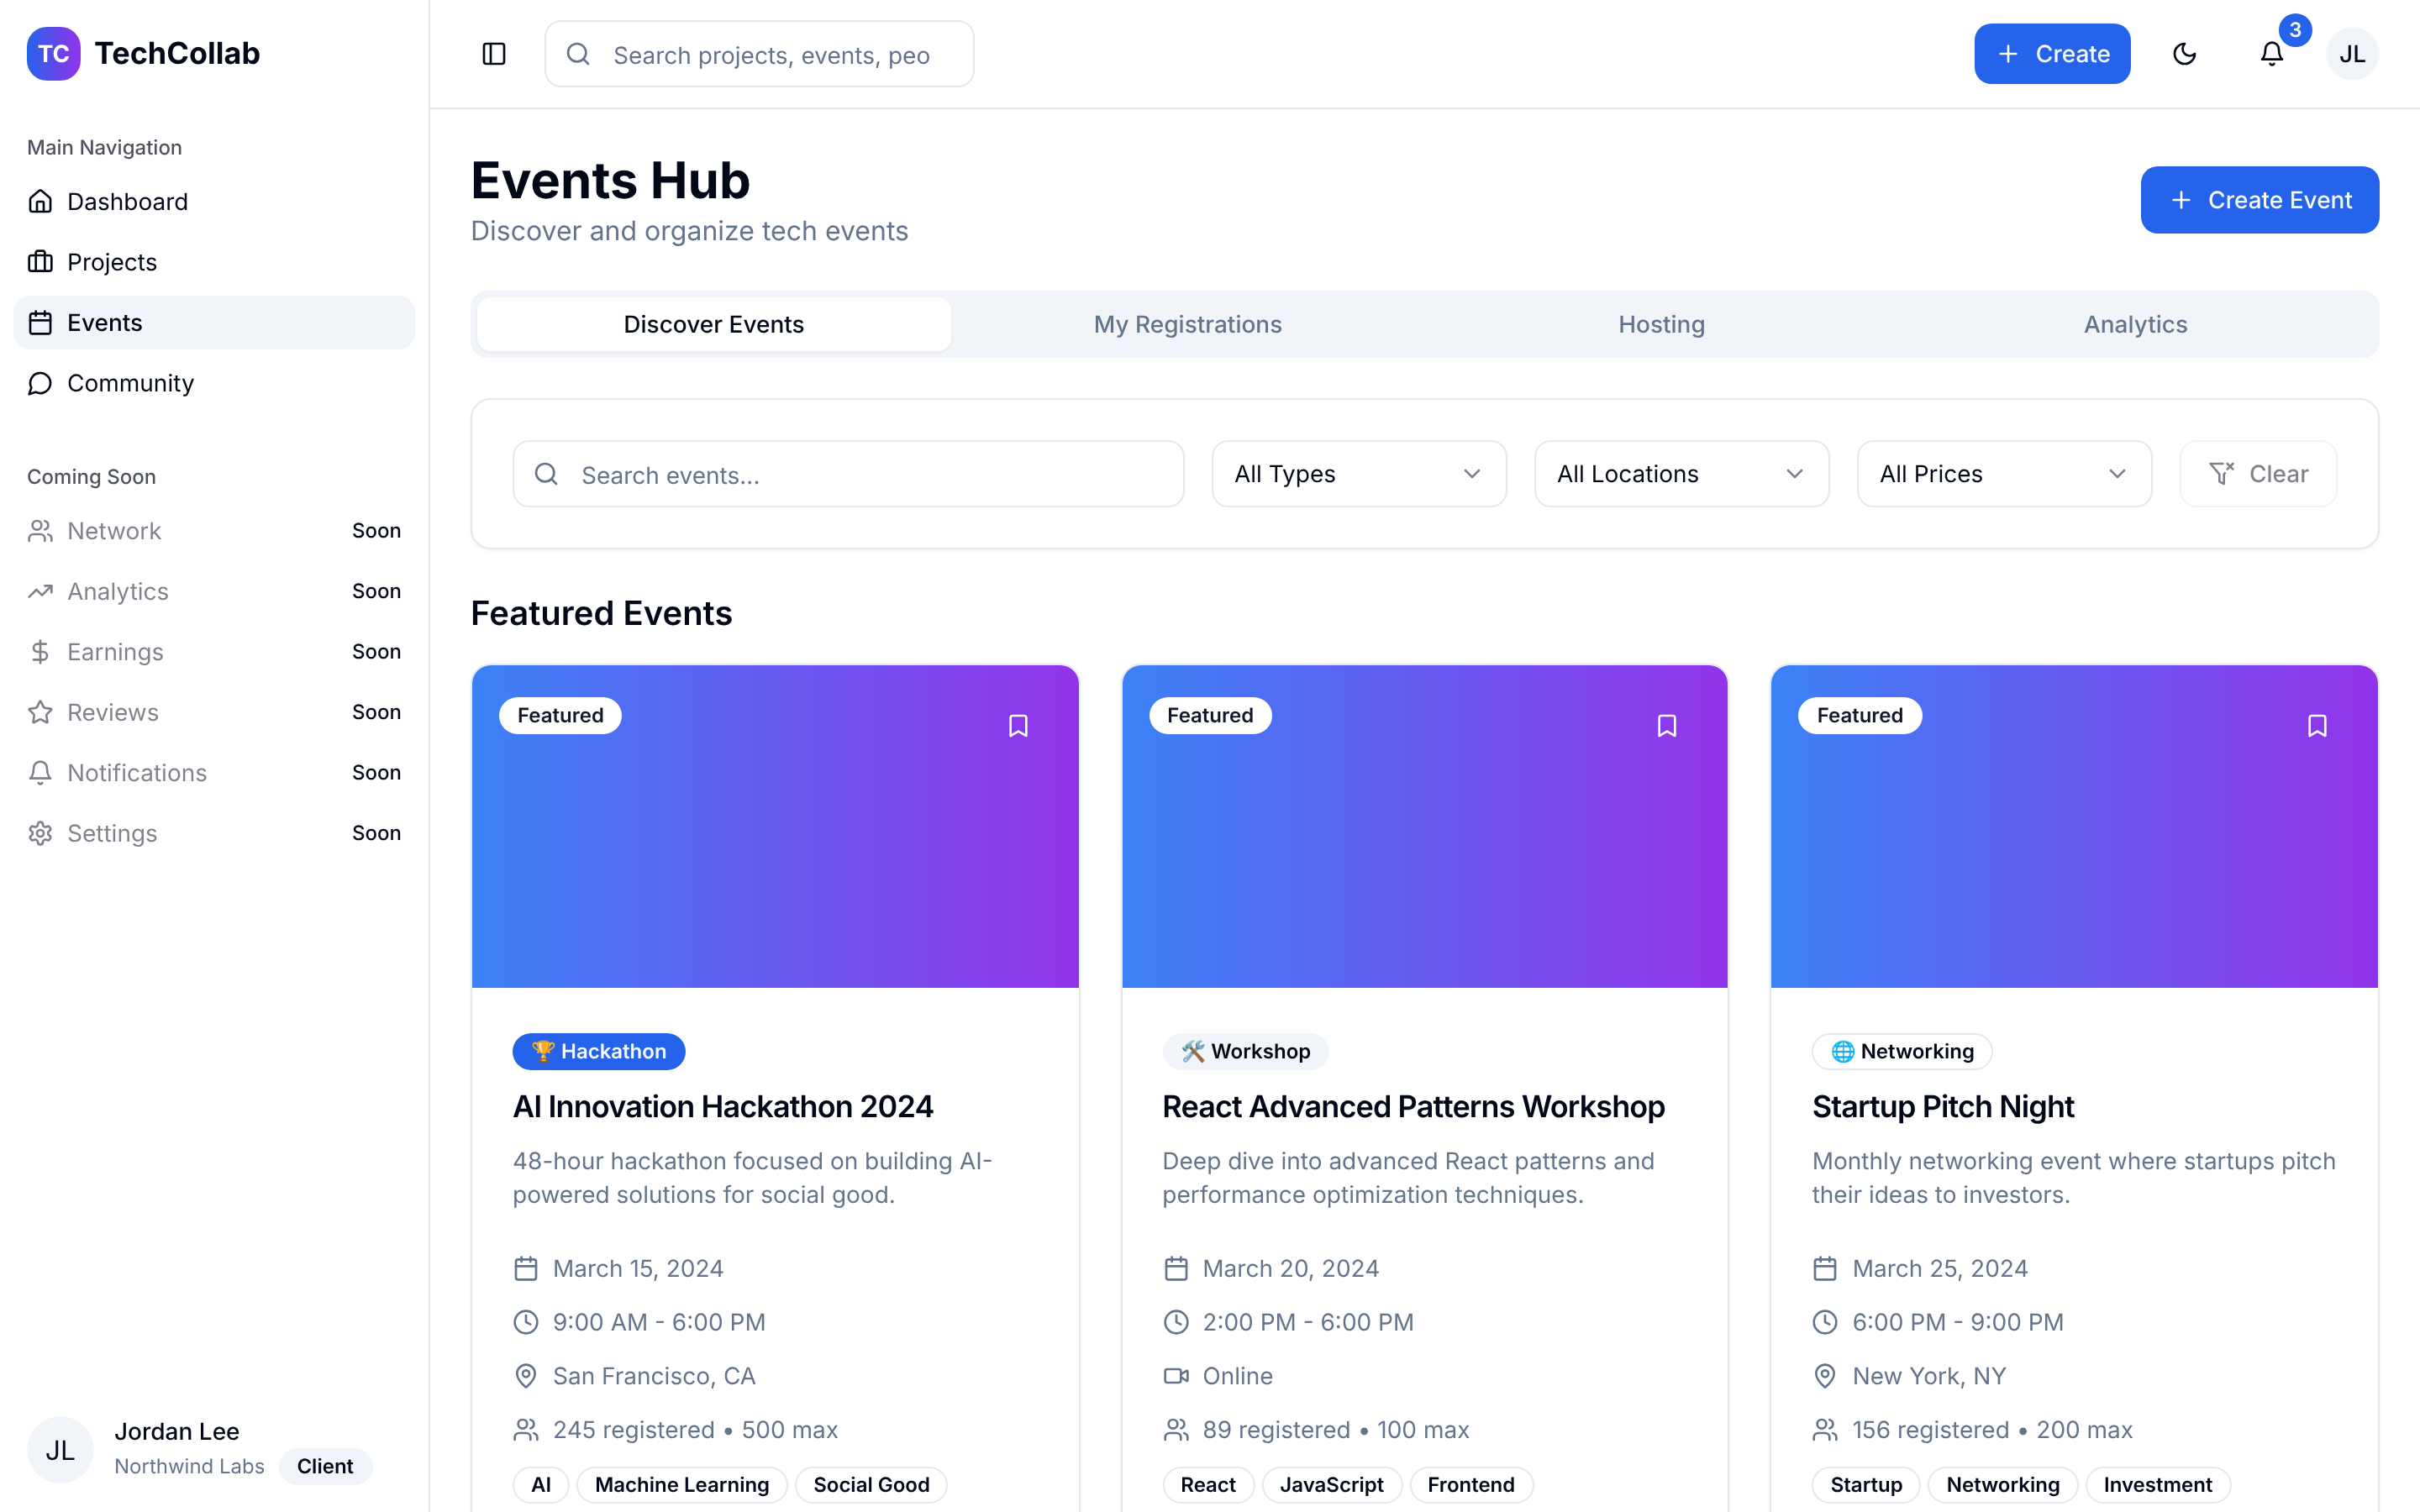 TC TechCollab
Main Navigation
Dashboard
Projects
Events
Community
Coming Soon
Network Soon
Analytics Soon
Earnings Soon
Reviews Soon
Notifications Soon
Settings Soon
JL
Jordan Lee
Northwind Labs Client
Search projects, events, peo
Create
3
JL
Events Hub
Discover and organize tech events
Create Event
Discover Events My Registrations Hosting Analytics
Search events...
All Types All Locations All Prices Clear
Featured Events
Featured
🏆 Hackathon
AI Innovation Hackathon 2024
48-hour hackathon focused on building AI-
powered solutions for social good.
March 15, 2024
9:00 AM - 6:00 PM
San Francisco, CA
245 registered • 500 max
AI Machine Learning Social Good
Featured
🛠️ Workshop
React Advanced Patterns Workshop
Deep dive into advanced React patterns and
performance optimization techniques.
March 20, 2024
2:00 PM - 6:00 PM
Online
89 registered • 100 max
React JavaScript Frontend
Featured
🌐 Networking
Startup Pitch Night
Monthly networking event where startups pitch
their ideas to investors.
March 25, 2024
6:00 PM - 9:00 PM
New York, NY
156 registered • 200 max
Startup Networking Investment